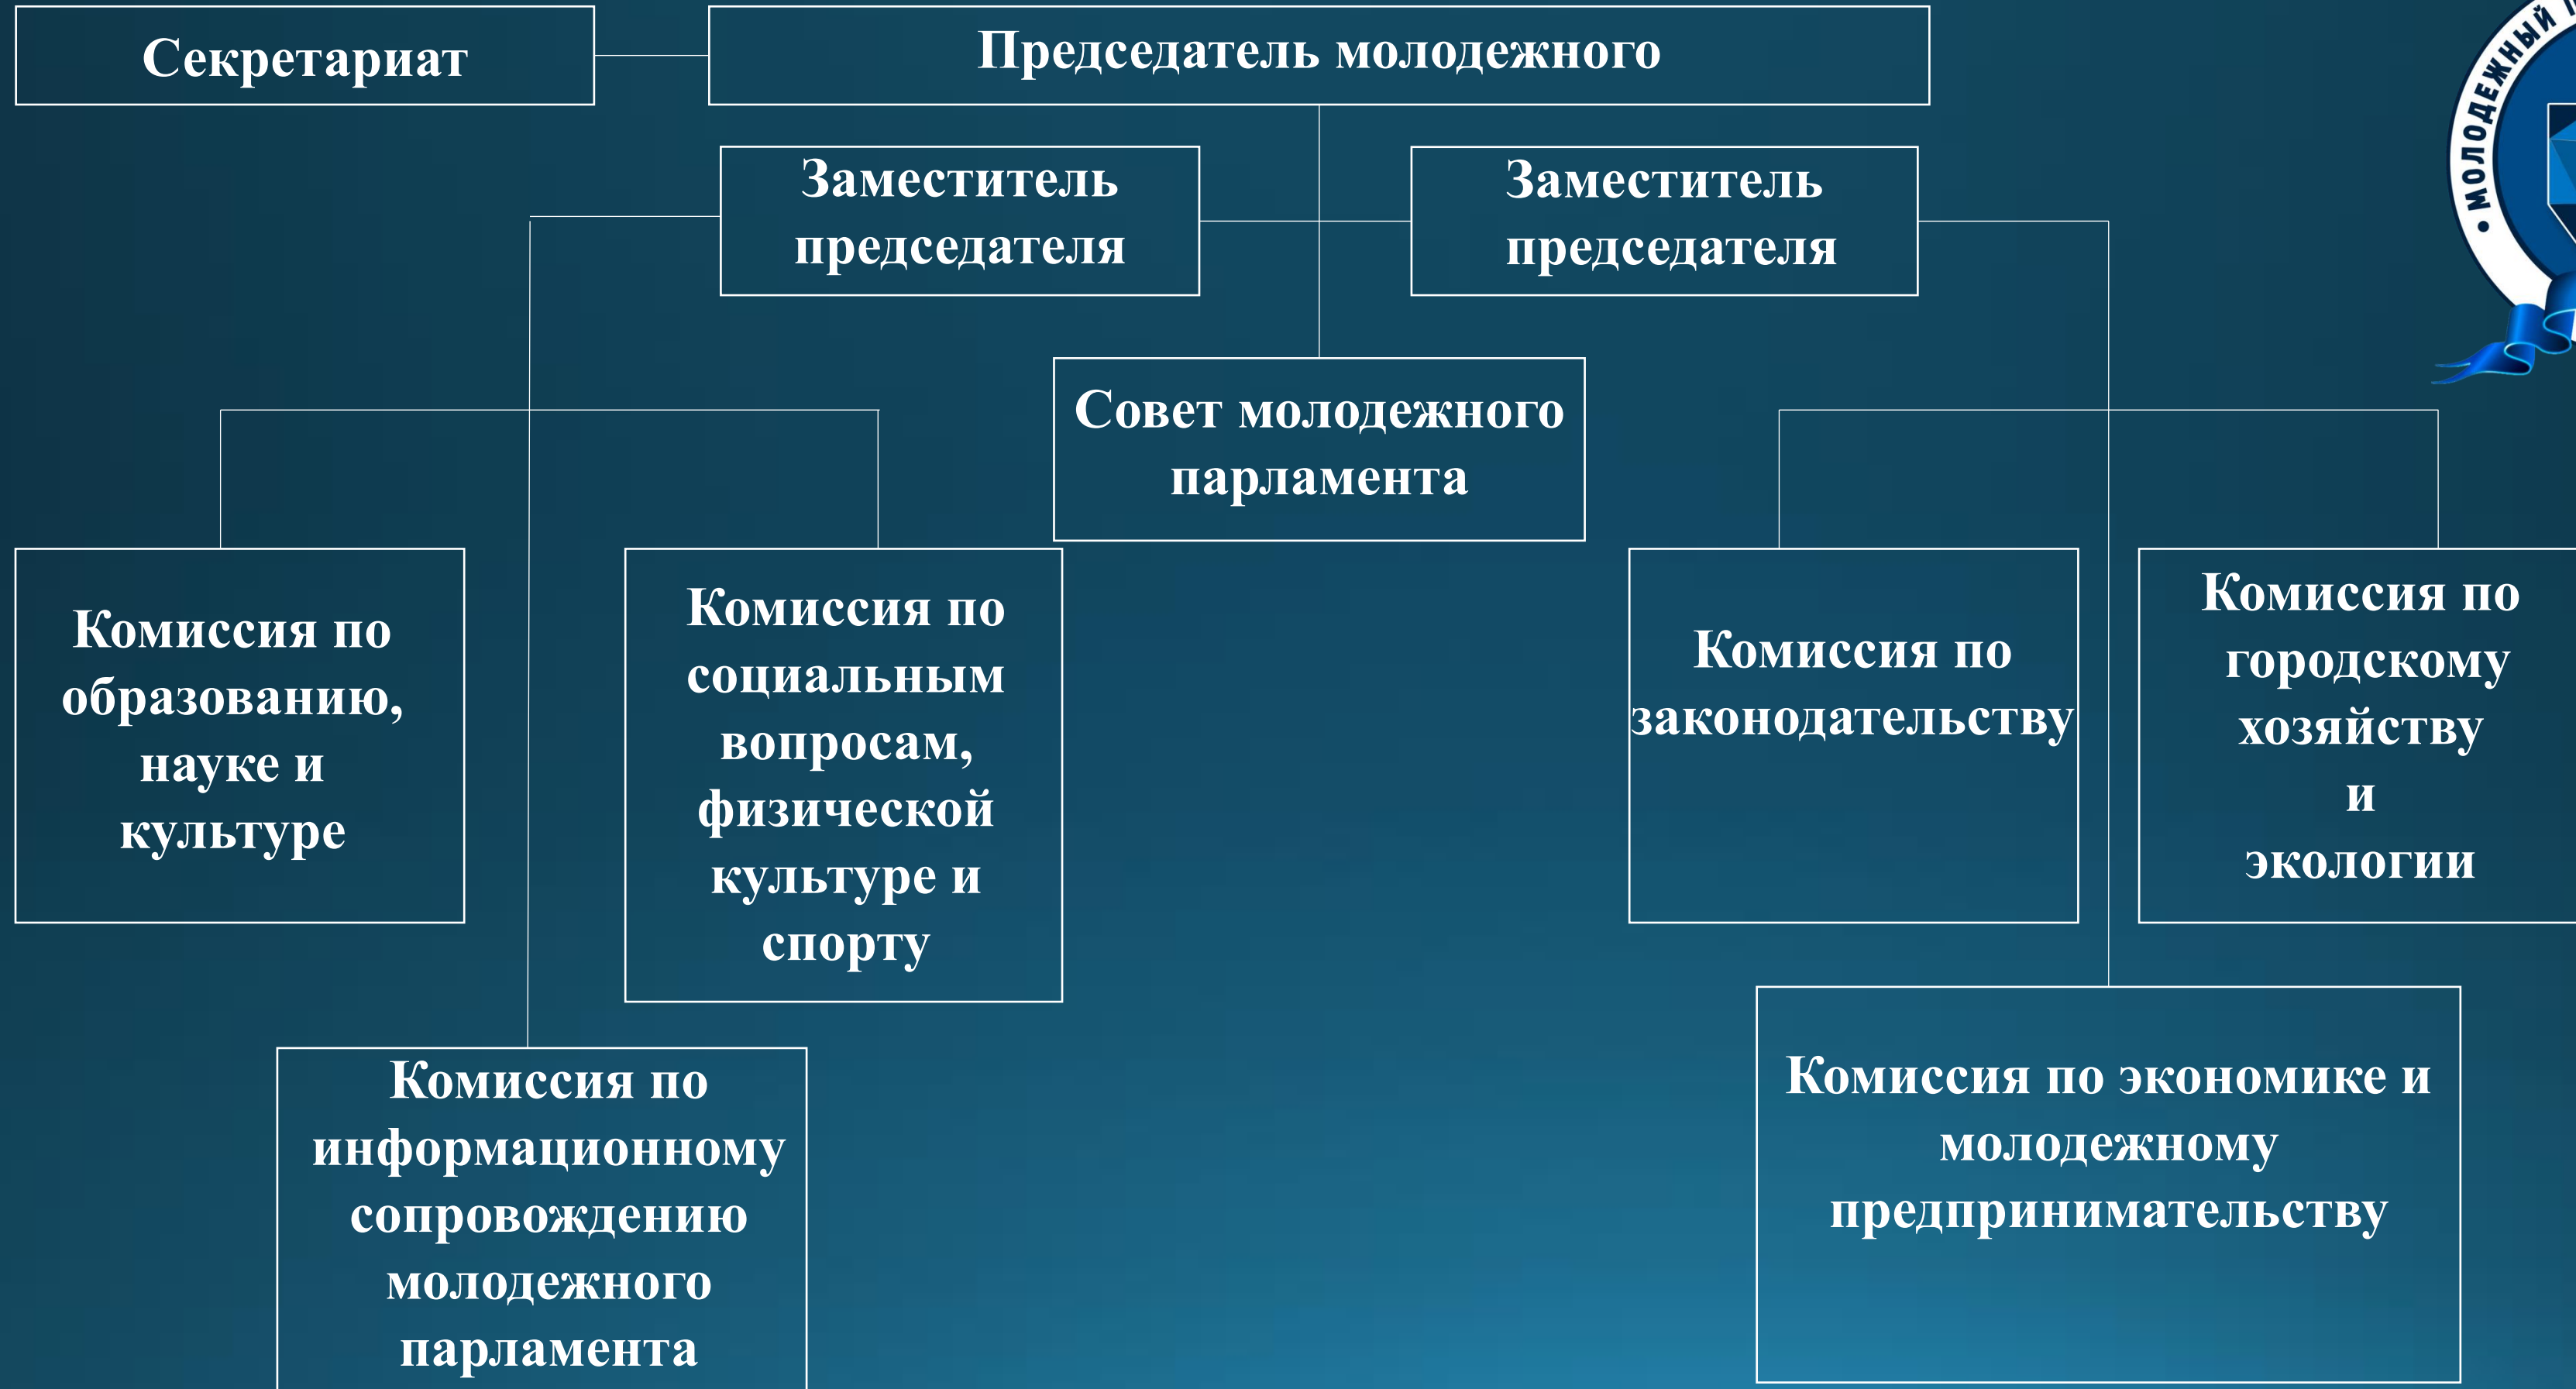 Секретариат
Председатель молодежного
• МОЛОДЕЖНЫЙ
Заместитель
председателя
Заместитель
председателя
Совет молодежного
парламента
Комиссия по
образованию,
науке и
культуре
Комиссия по
социальным
вопросам,
физической
культуре и
спорту
Комиссия по
законодательству
Комиссия по
городскому
хозяйству
и
экологии
Комиссия по
информационному
сопровождению
молодежного
парламента
Комиссия по экономике и
молодежному
предпринимательству